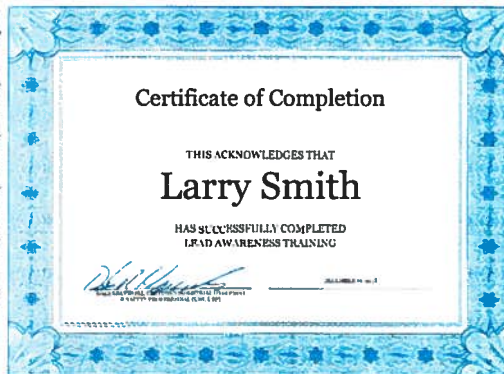 Certificate of Completion
THIS ACKNOWLEDGES THAT
Larry Smith
HAS SUCCESSFULLY COMPLETED
LEAD AWARENESS TRAINING